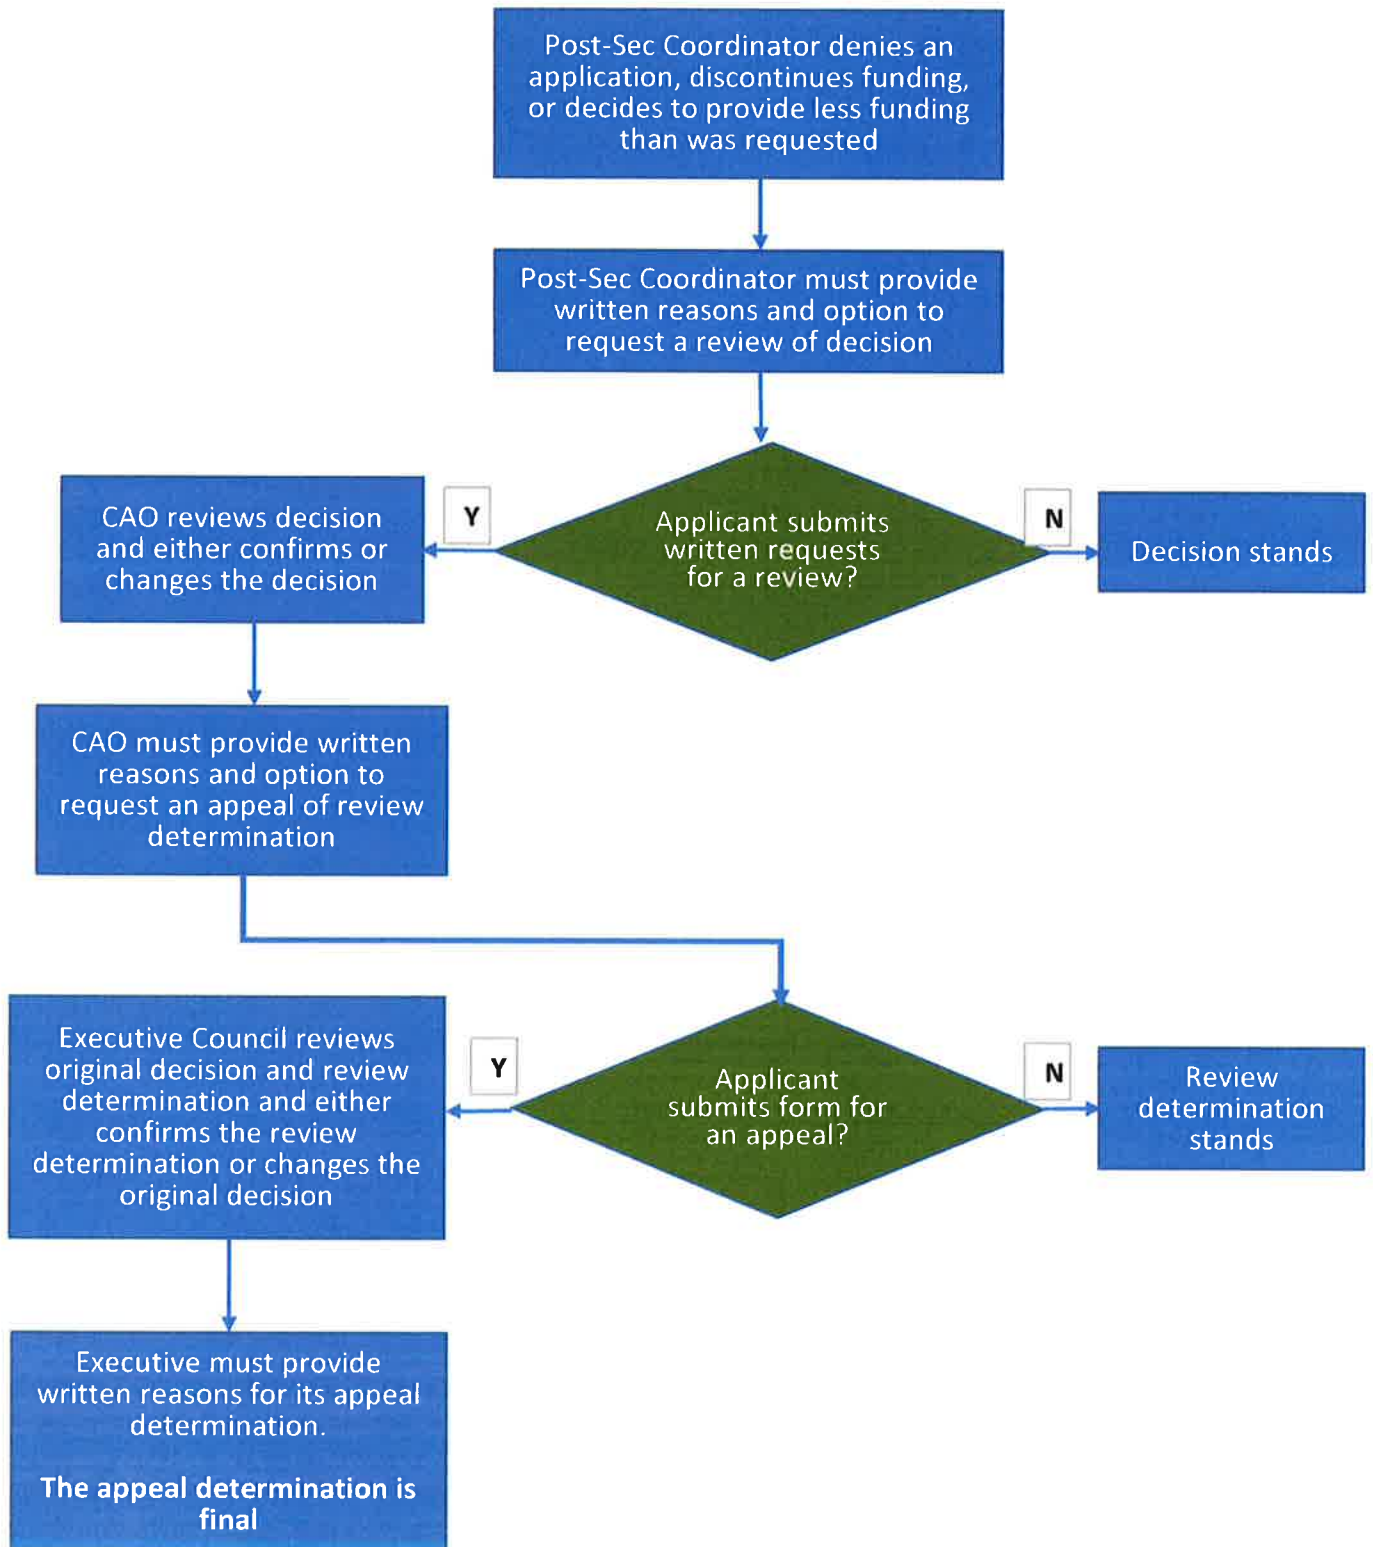 Post-Sec Coordinator denies an
application, discontinues funding,
or decides to provide less funding
than was requested
Post-Sec Coordinator must provide
written reasons and option to
request a review of decision
CAO reviews decision
and either confirms or
changes the decision
Y
Applicant submits
written requests
for a review?
N
Decision stands
CAO must provide written
reasons and option to
request an appeal of review
determination
Executive Council reviews
original decision and review
determination and either
confirms the review
determination or changes the
original decision
Y
Applicant
submits form for
an appeal?
N
Review
determination
stands
Executive must provide
written reasons for its appeal
determination.
The appeal determination is
final